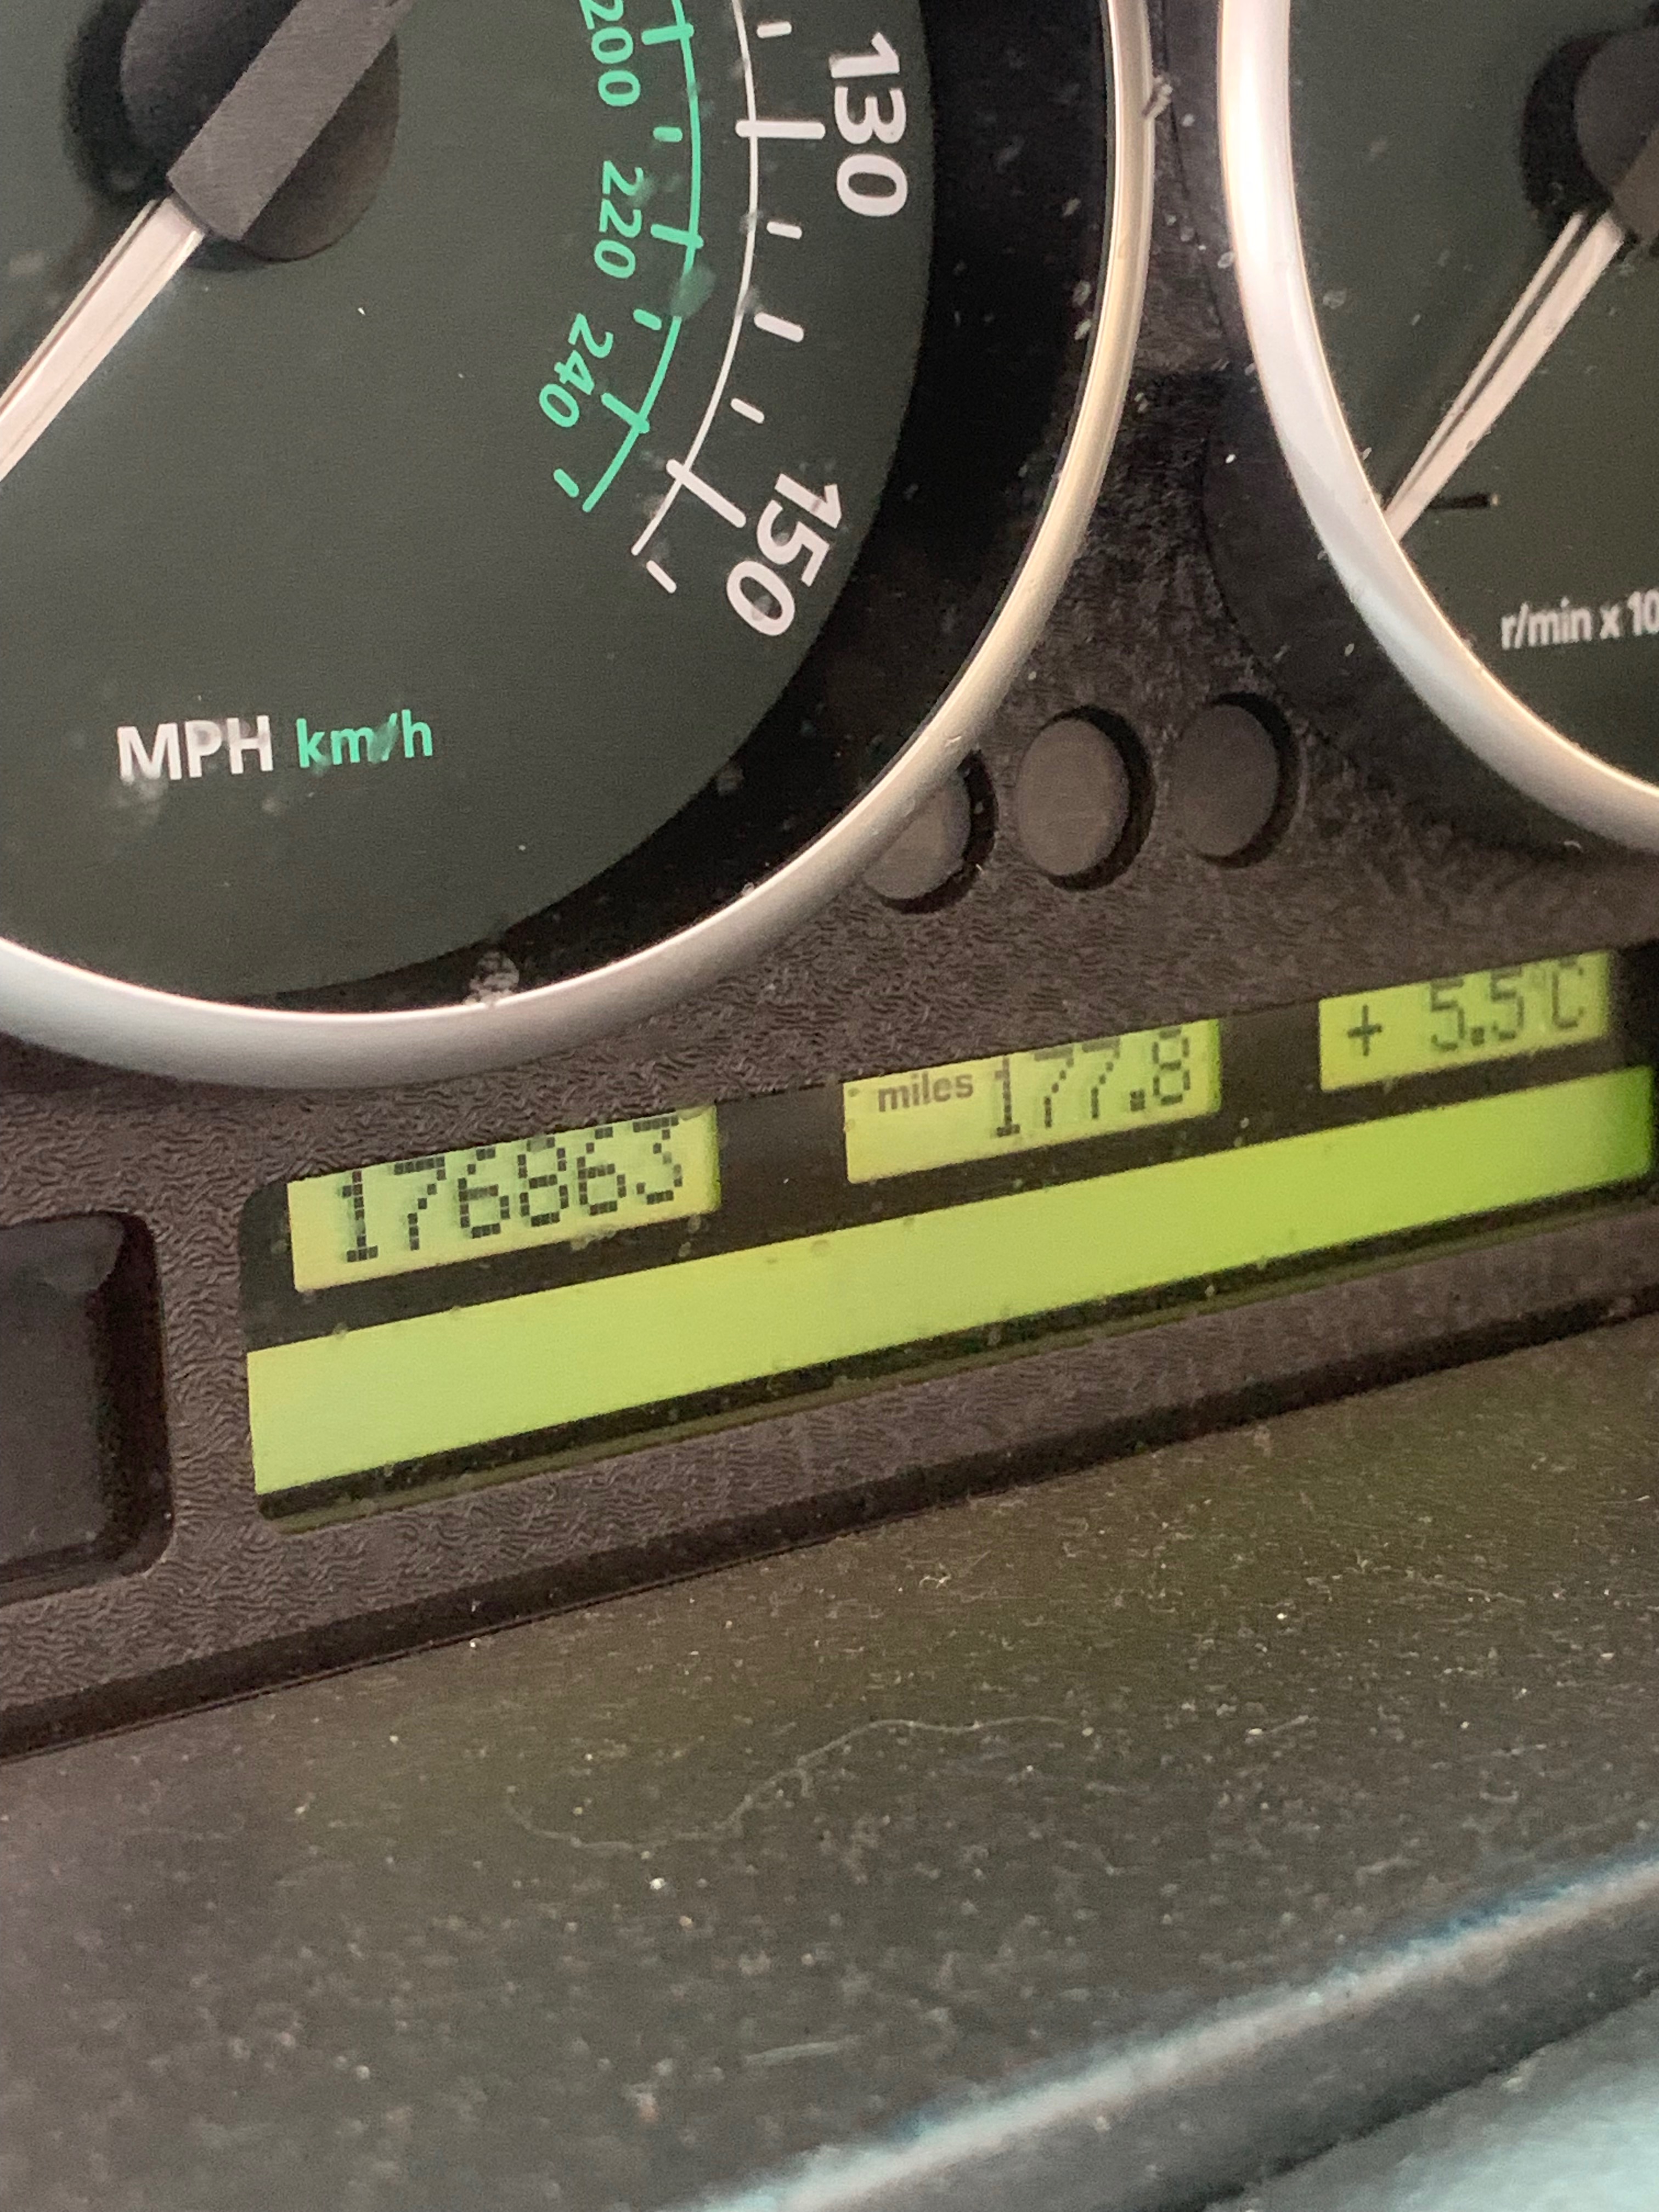 130
150
200
220
240
MPH km/h
r/min x 10
176863
miles 177.8
+ 5.5°C